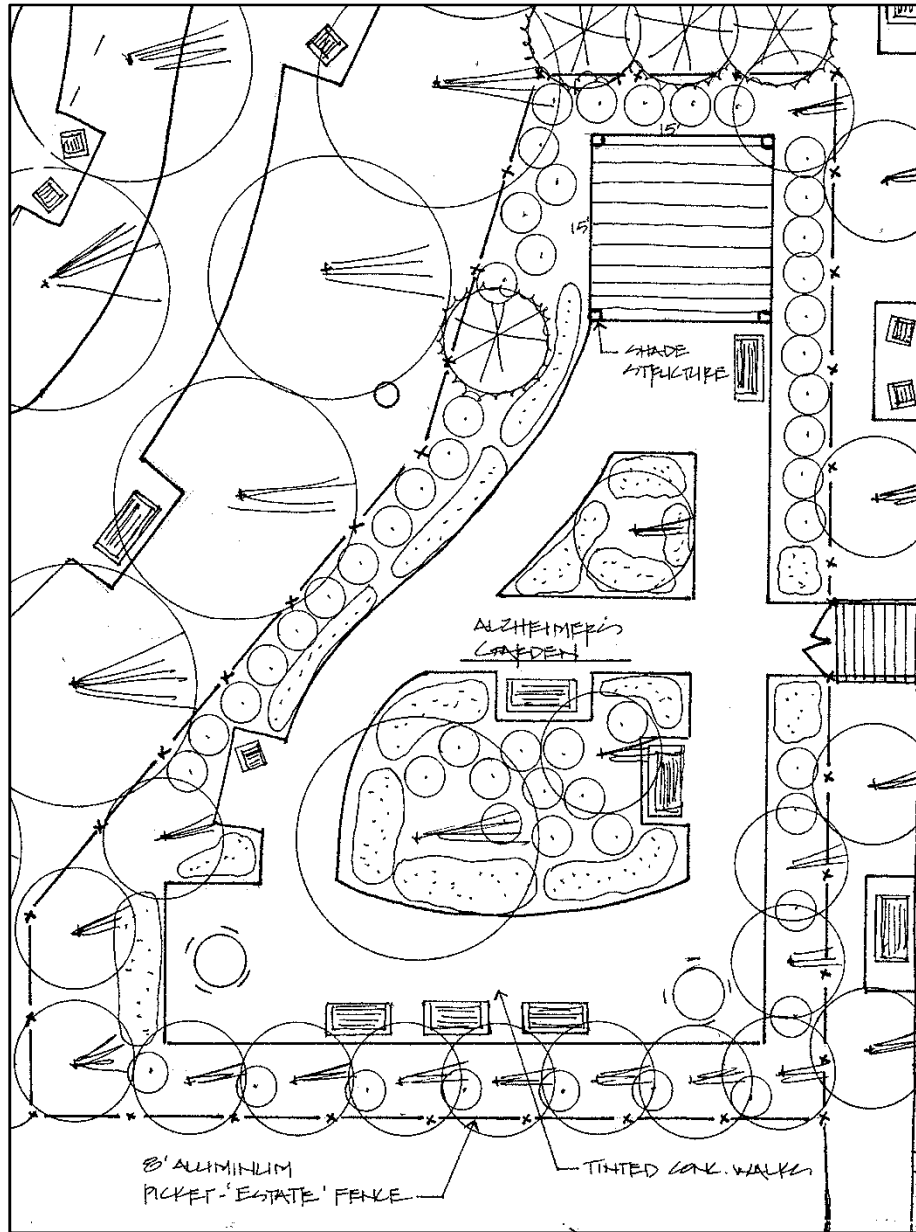 15'
15'
SHADE
STRUCTURE
ALZHEIMER'S
GARDEN
8' ALUMINUM
PICKET-'ESTATE' FENCE
TINTED CONC. WALKS